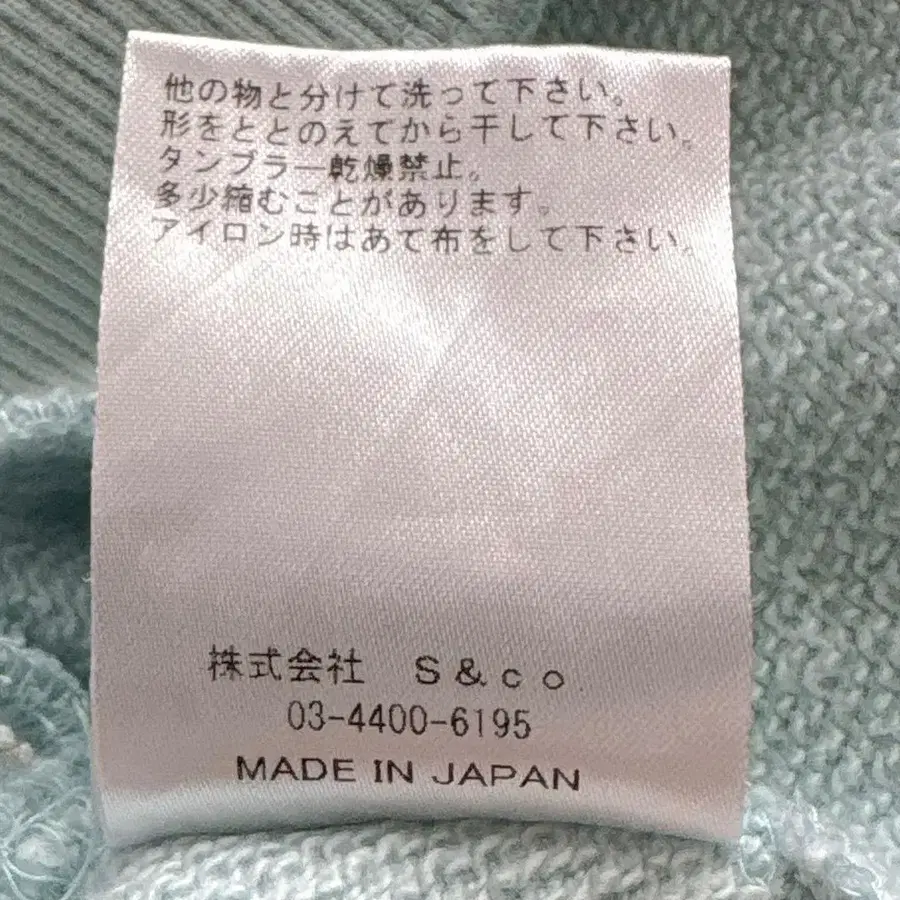 他の物と分けて洗って下さい。
形をととのえてから干して下さい。
タンブラー乾燥禁止。
多少縮むことがあります。
アイロン時はあて布をして下さい。
株式会社　Ｓ＆ｃｏ
03-4400-6195
MADE IN JAPAN